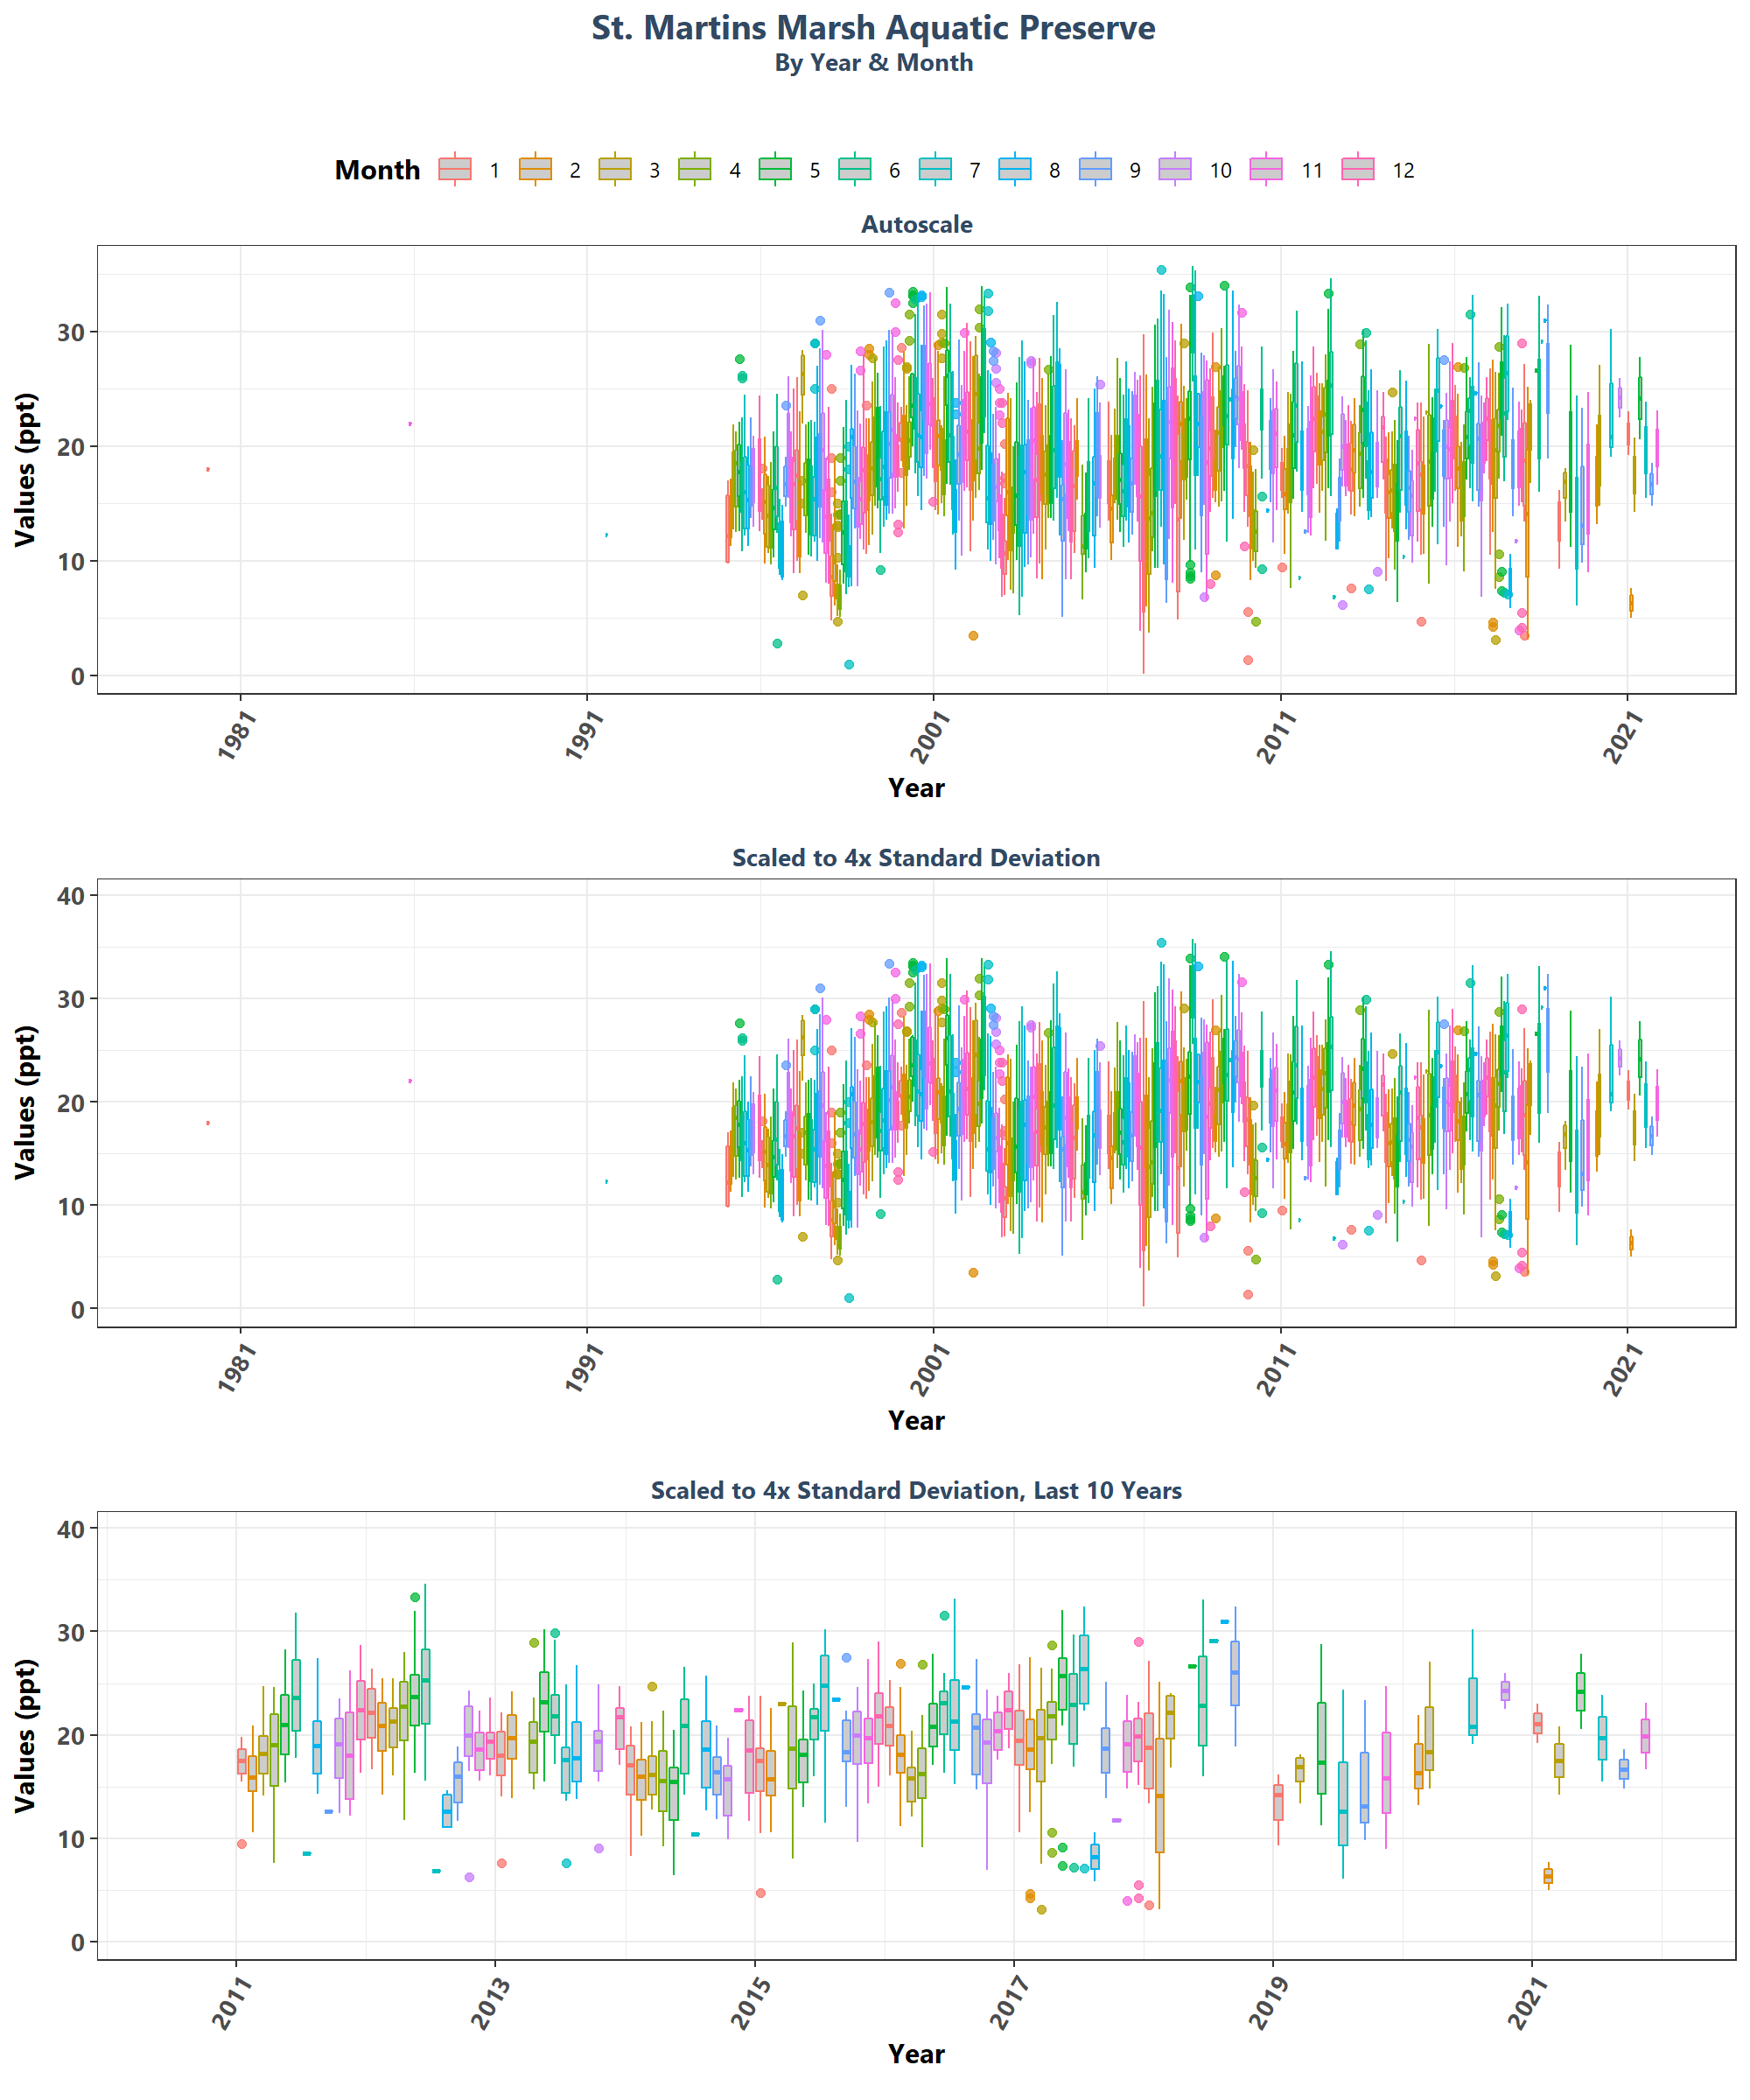 St. Martins Marsh Aquatic Preserve
By Year & Month
Month 1 2 3 4 5 6 7 8 9 10 11 12
Autoscale
Values (ppt)
30
20
10
0
1981 1991 2001 2011 2021
Year
Scaled to 4x Standard Deviation
Values (ppt)
40
30
20
10
0
1981 1991 2001 2011 2021
Year
Scaled to 4x Standard Deviation, Last 10 Years
Values (ppt)
40
30
20
10
0
2011 2013 2015 2017 2019 2021
Year